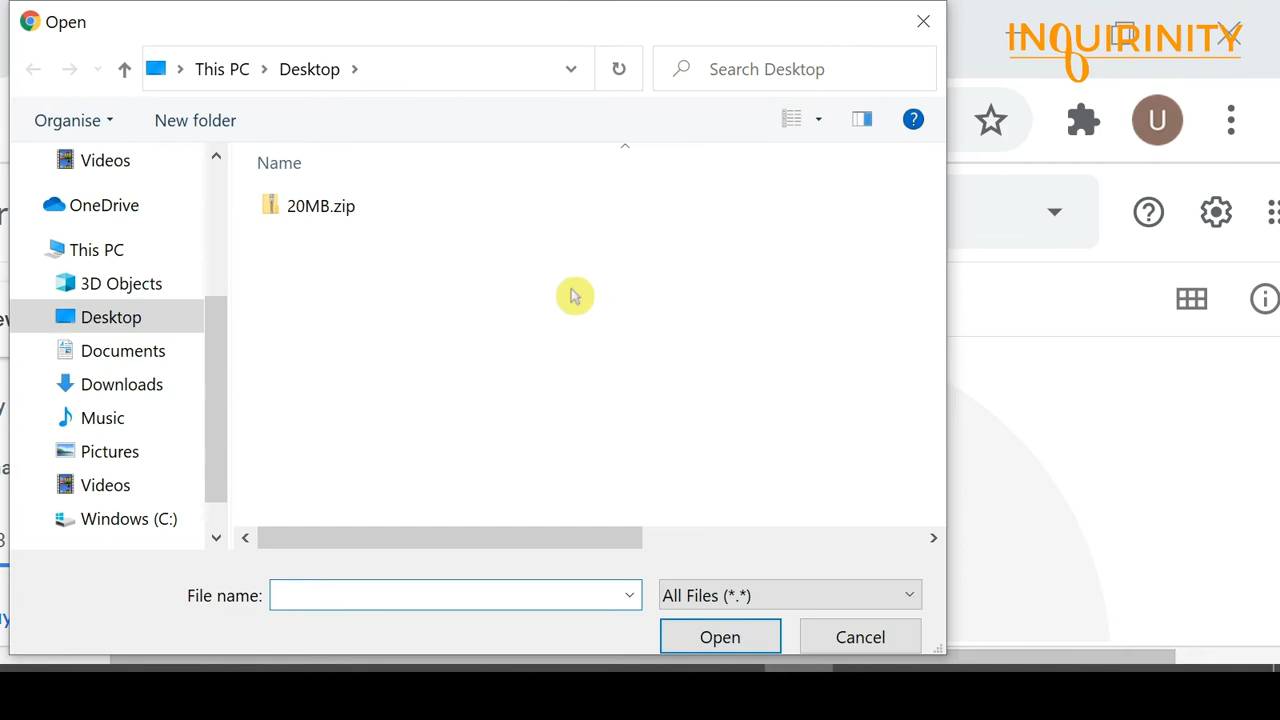 Open
INQUIRINITY
This PC
Desktop
Search Desktop
Organise
New folder
?
U
Videos
Name
OneDrive
20MB.zip
?
This PC
3D Objects
Desktop
Documents
Downloads
Music
Pictures
Videos
Windows (C:)
File name:
All Files (*.*)
Open
Cancel